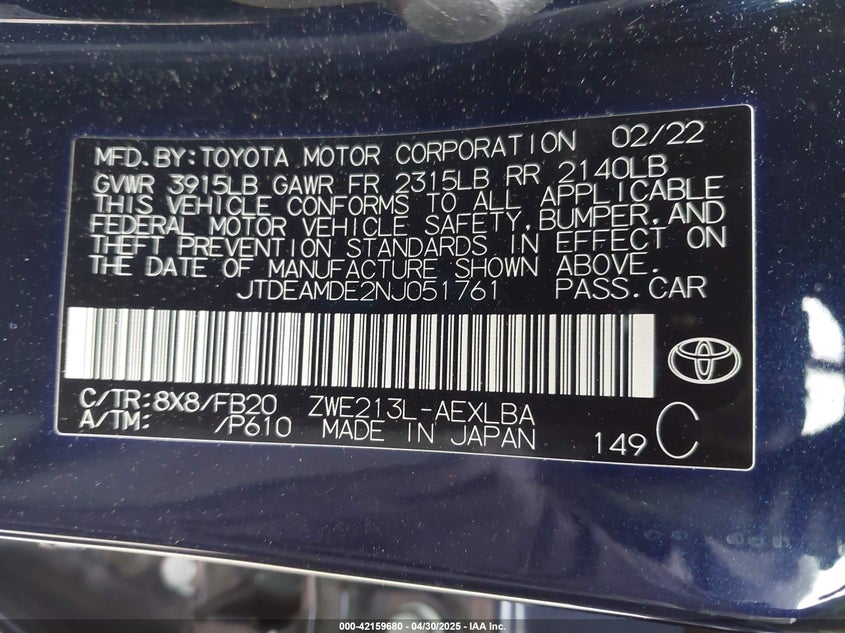 MFD.BY:TOYOTA MOTOR CORPORATION 02/22
GVWR 3915LB GAWR FR 2315LB RR 2140LB
THIS VEHICLE CONFORMS TO ALL APPLICABLE
FEDERAL MOTOR VEHICLE SAFETY,BUMPER,AND
THEFT PREVENTION STANDARDS IN EFFECT ON
THE DATE OF MANUFACTURE SHOWN ABOVE.
JTDEAMDE2NJ051761 PASS.CAR
C/TR:8X8/FB20 ZWE213L-AEXLBA
A/TM: /P610 MADE IN JAPAN 149 C
000-42159680 - 04/30/2025 - IAA Inc.